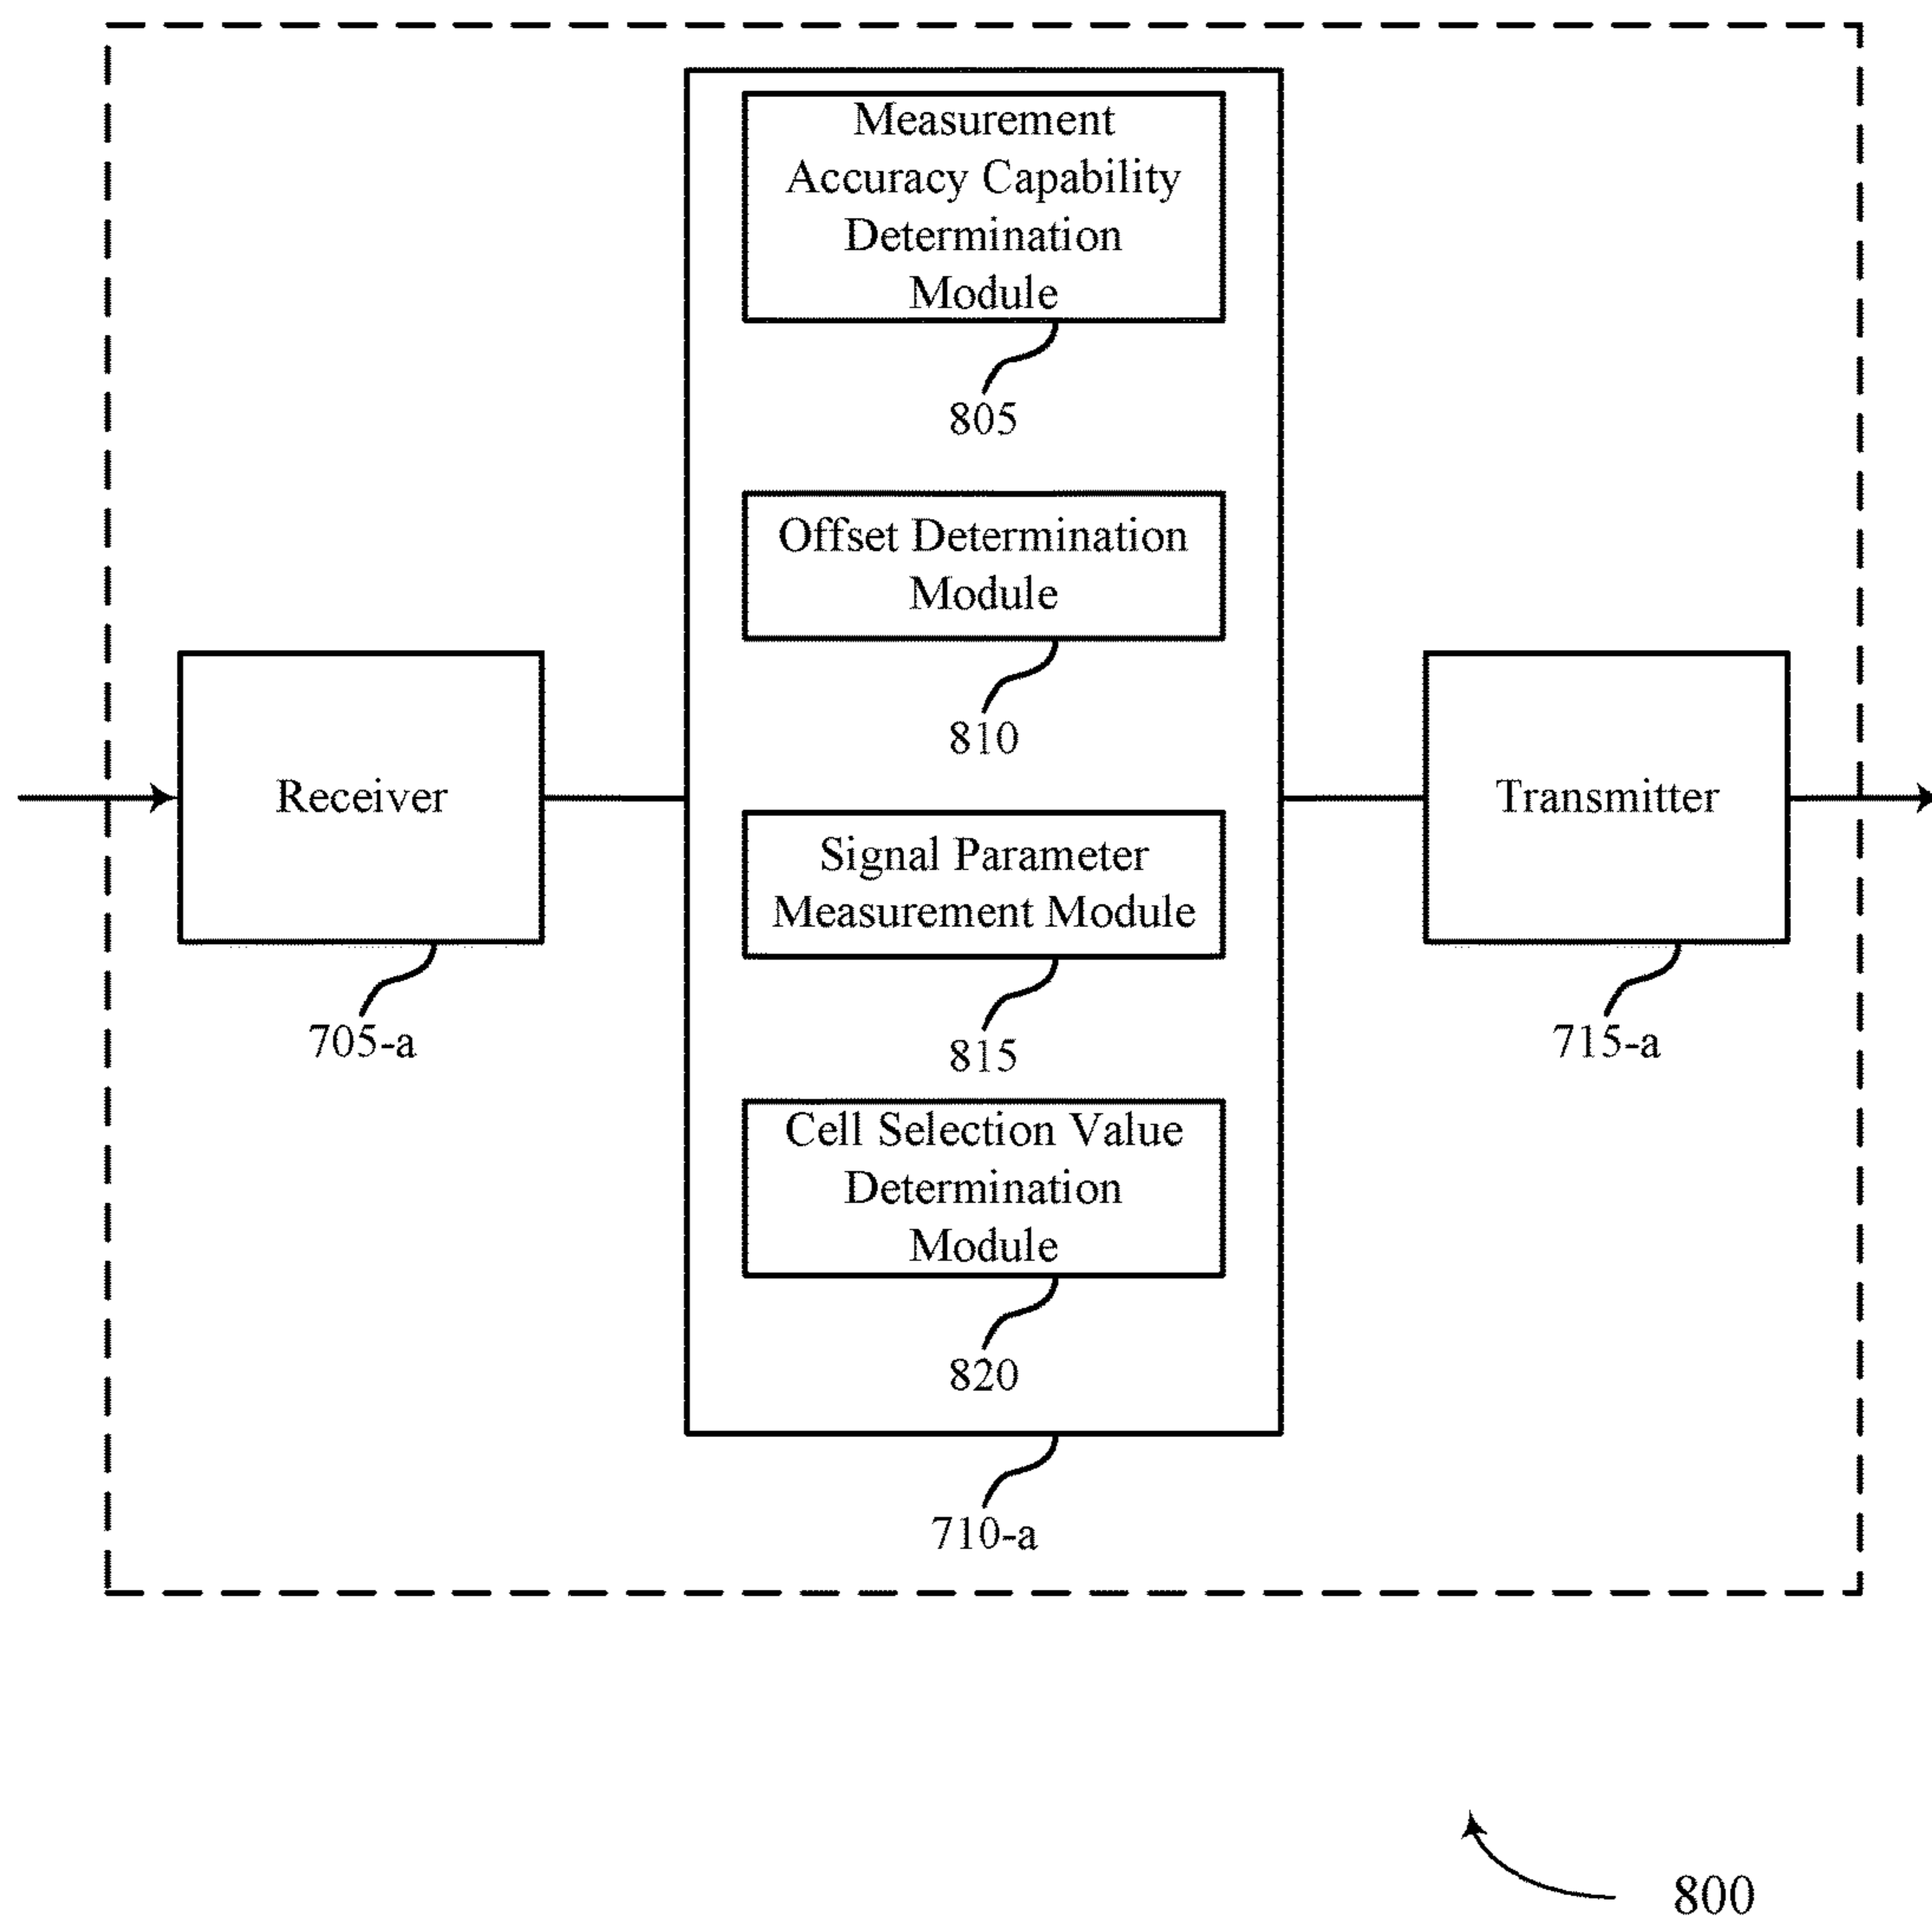 Measurement
Accuracy Capability
Determination
Module
805
Offset Determination
Module
810
Receiver
705-a
Signal Parameter
Measurement Module
815
Transmitter
715-a
Cell Selection Value
Determination
Module
820
710-a
800